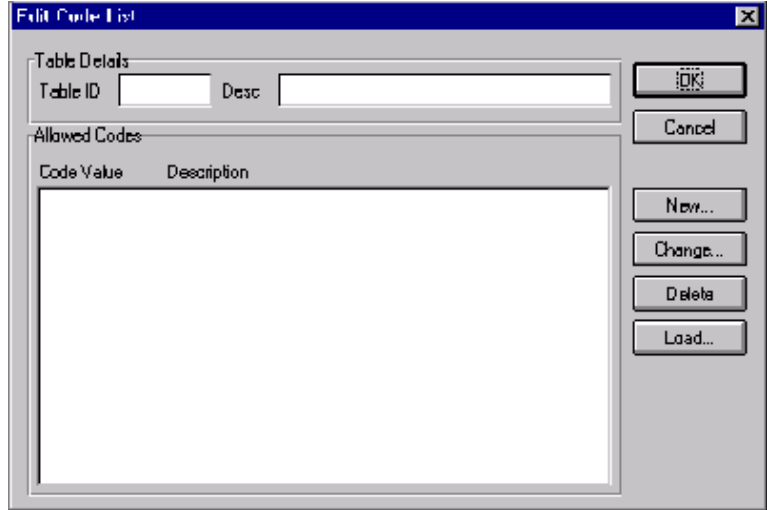 Edit Code List
Table Details
Table ID
Desc
OK
Cancel
Allowed Codes
Code Value Description
New...
Change...
Delete
Load...